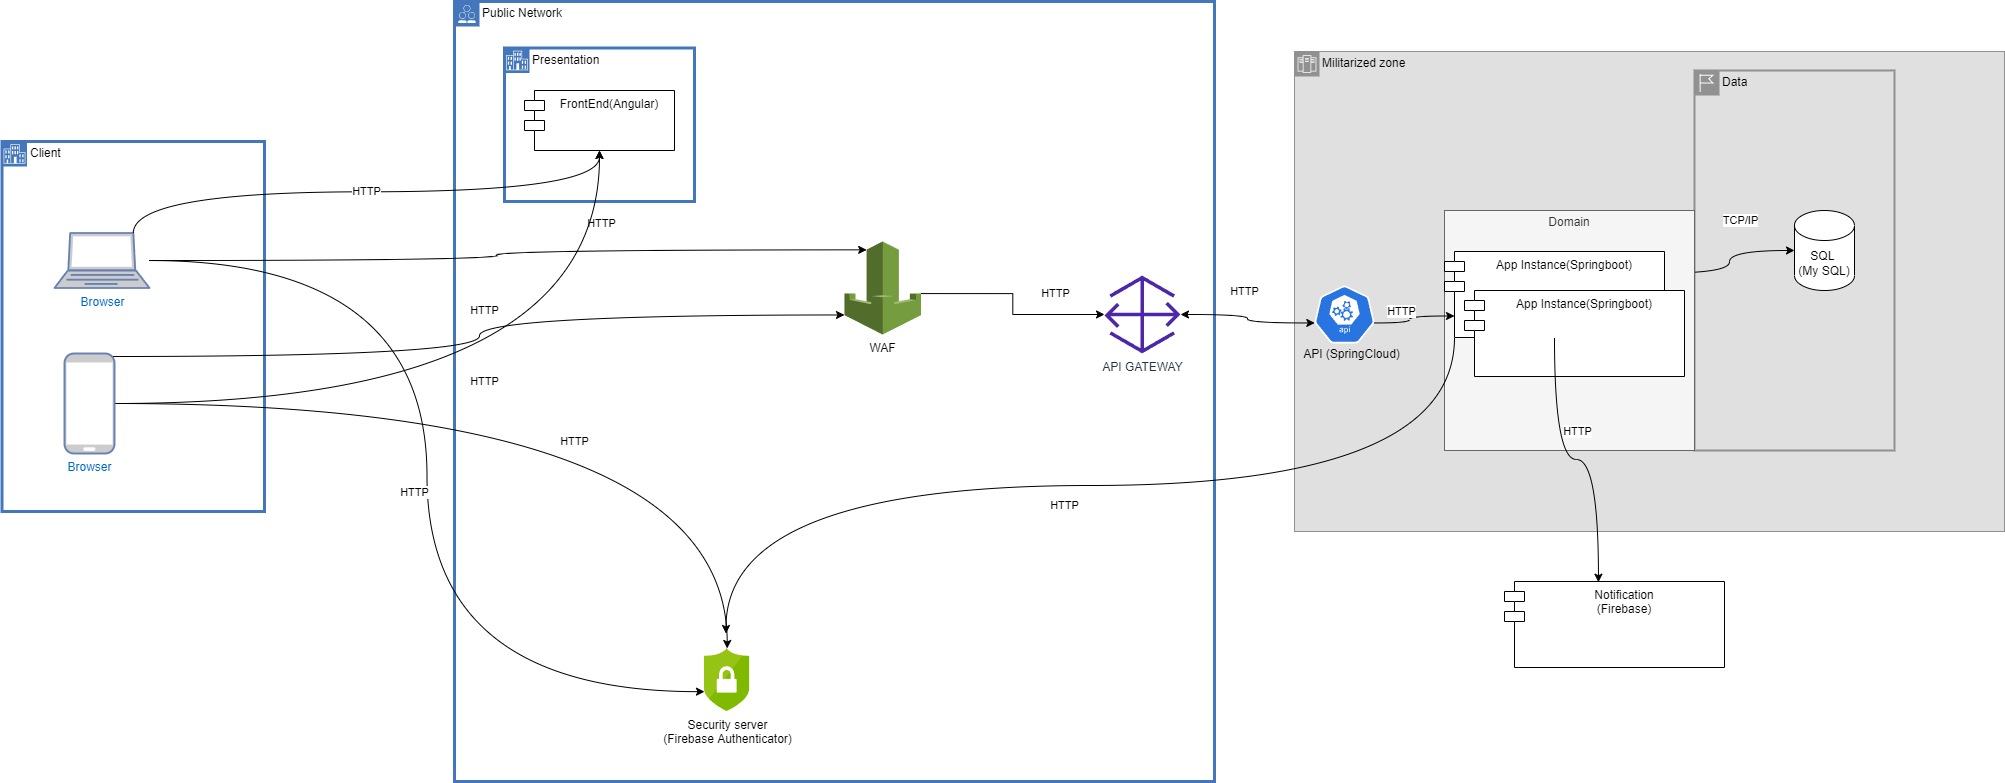 Public Network
Presentation
FrontEnd(Angular)
Client
HTTP
HTTP
Browser
HTTP
HTTP
Browser
HTTP
HTTP
WAF
HTTP
API GATEWAY
HTTP
Militarized zone
Data
Domain
TCP/IP
App Instance(Springboot)
App Instance(Springboot)
SQL
(My SQL)
api
HTTP
API (SpringCloud)
HTTP
HTTP
Notification
(Firebase)
Security server
(Firebase Authenticator)